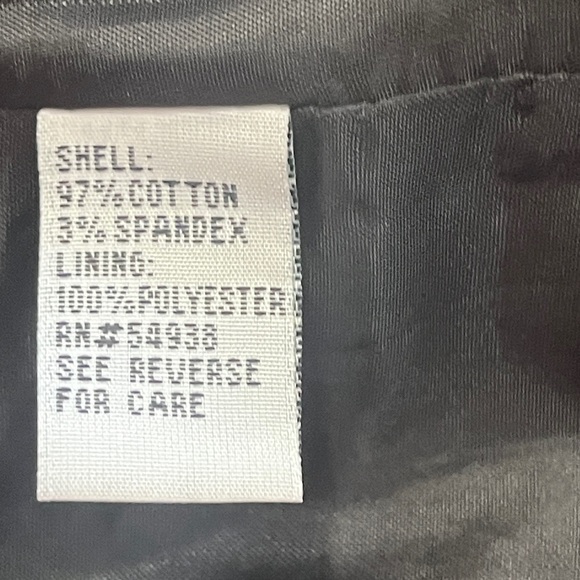 SHELL:
97%COTTON
3%SPANDEX
LINING:
100%POLYESTER
RN#54938
SEE REVERSE
FOR CARE